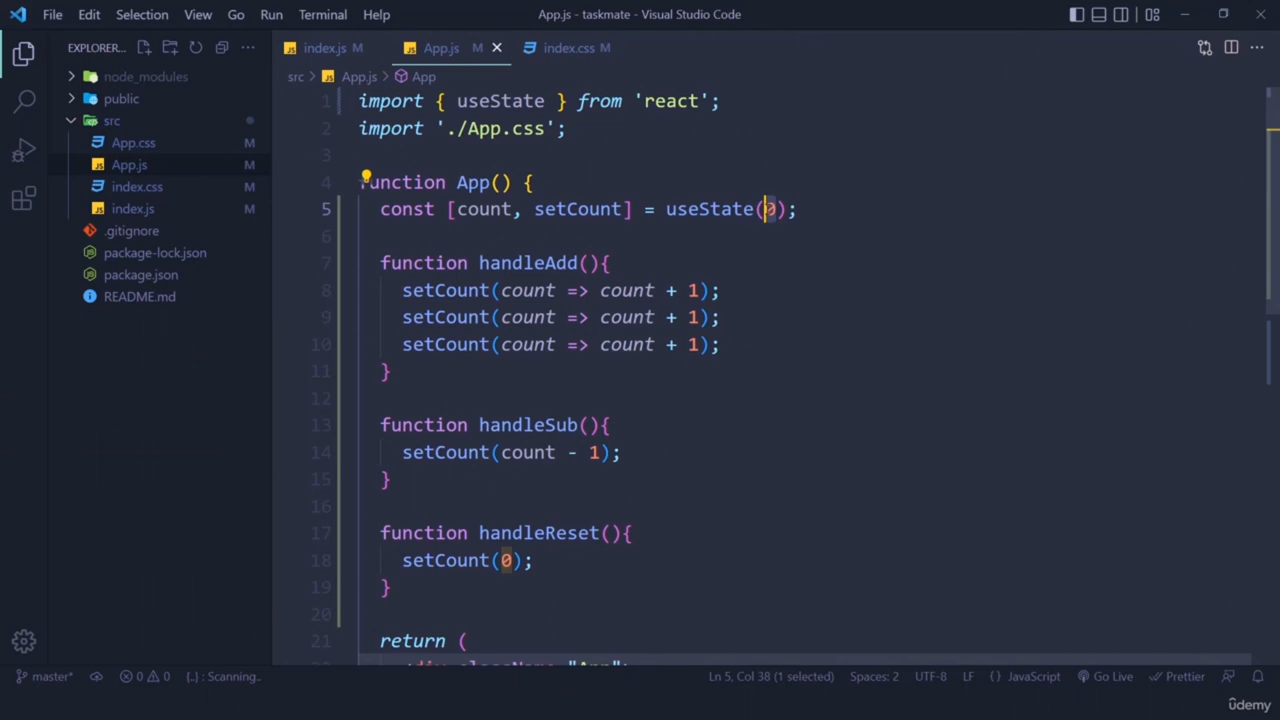 File Edit Selection View Go Run Terminal Help App.js - taskmate - Visual Studio Code
EXPLORER...
index.js M
App.js M
index.css M
node_modules
public
src
App.css M
App.js M
index.css M
index.js M
.gitignore
package-lock.json
package.json
README.md
src > App.js > App
1 import { useState } from 'react';
2 import './App.css';
3
4 function App() {
5 const [count, setCount] = useState(0);
6
7 function handleAdd(){
8 setCount(count => count + 1);
9 setCount(count => count + 1);
10 setCount(count => count + 1);
11 }
12
13 function handleSub(){
14 setCount(count - 1);
15 }
16
17 function handleReset(){
18 setCount(0);
19 }
20
21 return (
<div className="App">
master* 0 0 {..} : Scanning.. Ln 5, Col 38 (1 selected) Spaces: 2 UTF-8 LF {} JavaScript Go Live Prettier
ûdemy